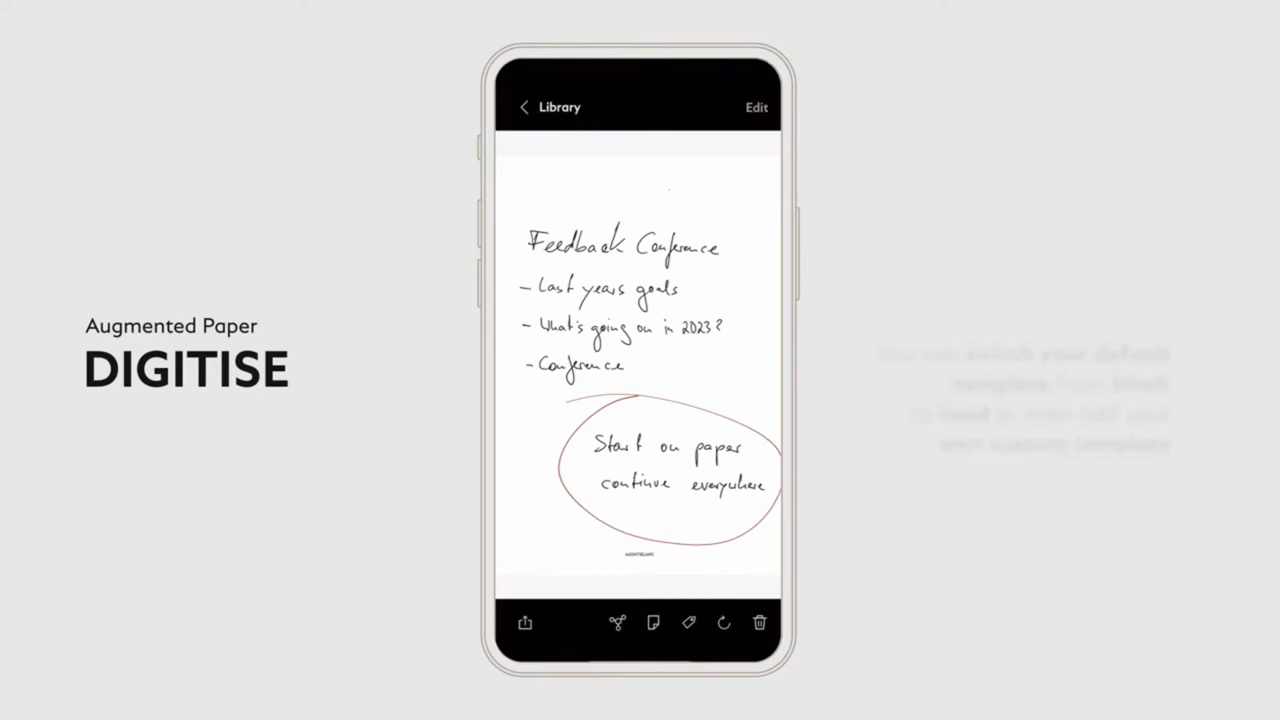 Library
Edit
Augmented Paper
DIGITISE
Feedback Conference
- Last years goals
- What's going on in 2023?
- Conference
Start on paper
continue everywhere
MONTBLANC